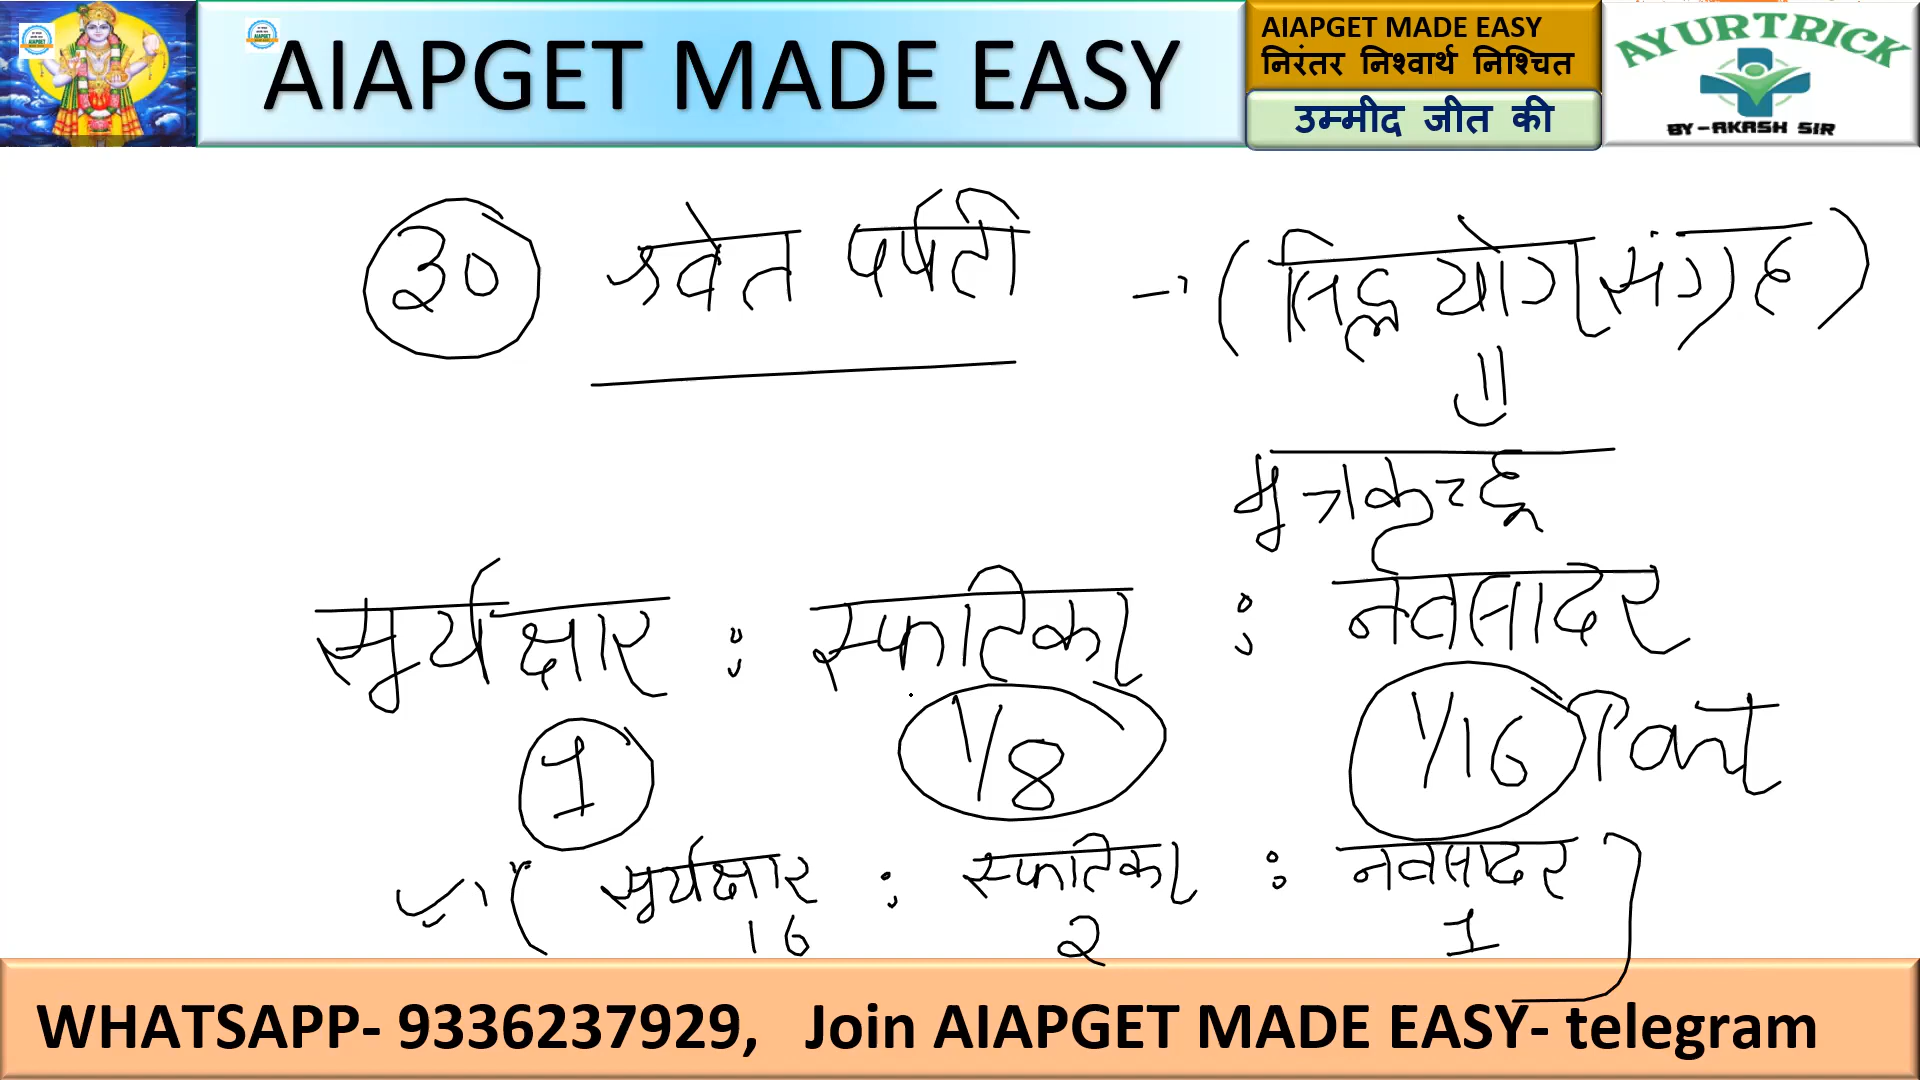 AIAPGET MADE EASY
AIAPGET MADE EASY
निरंतर निश्वार्थ निश्चित
उम्मीद जीत की
AYURTRICK
BY-AKASH SIR
30 श्वेत पर्पटी → (सिद्ध योग संग्रह)
मूत्रकृच्छ्र
सूर्यक्षार : स्फटिका : नवसादर
1 1/8 1/16 Part
(सूर्यक्षार : स्फटिका : नवसादर
16 2 1
WHATSAPP- 9336237929, Join AIAPGET MADE EASY- telegram